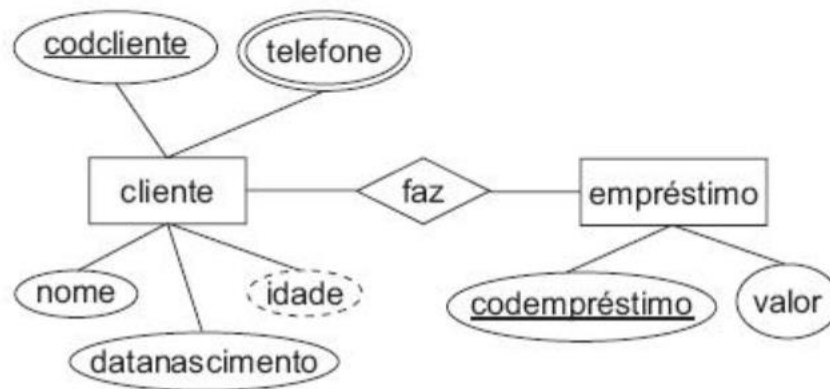 codcliente
telefone
cliente
faz
empréstimo
nome
idade
codempréstimo
valor
datanascimento